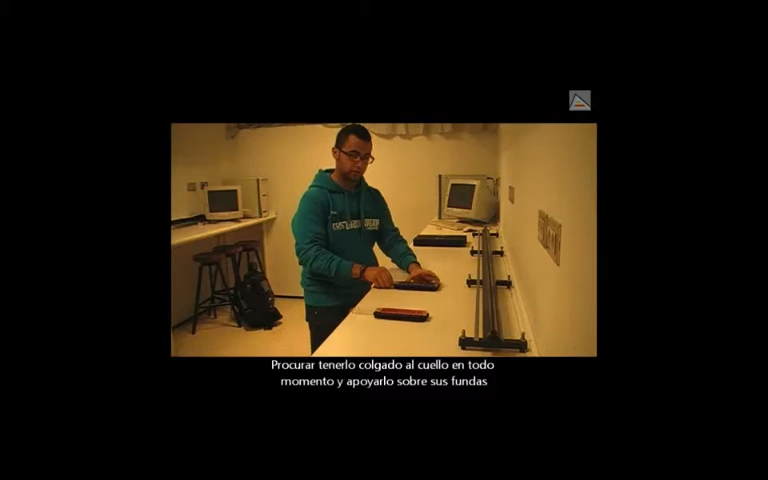 Procurar tenerlo colgado al cuello en todo
momento y apoyarlo sobre sus fundas